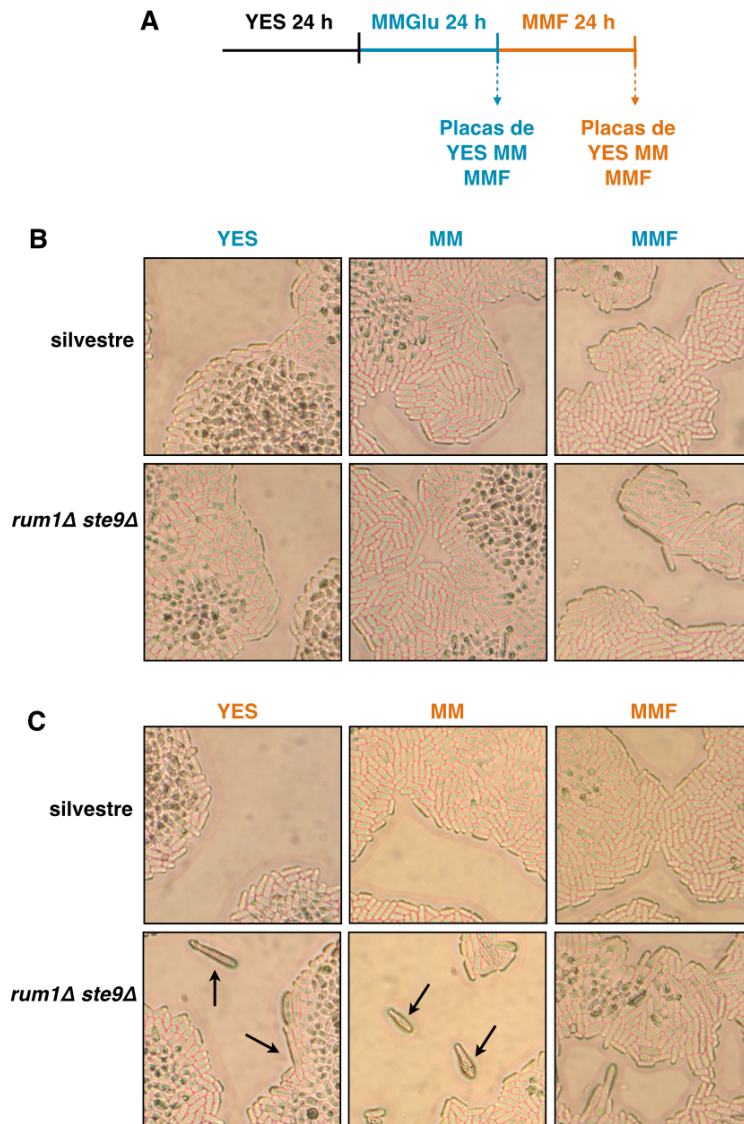 A
YES 24 h MMGlu 24 h MMF 24 h
Placas de
YES MM
MMF
Placas de
YES MM
MMF
B
YES MM MMF
silvestre
rum1Δ ste9Δ
C
YES MM MMF
silvestre
rum1Δ ste9Δ